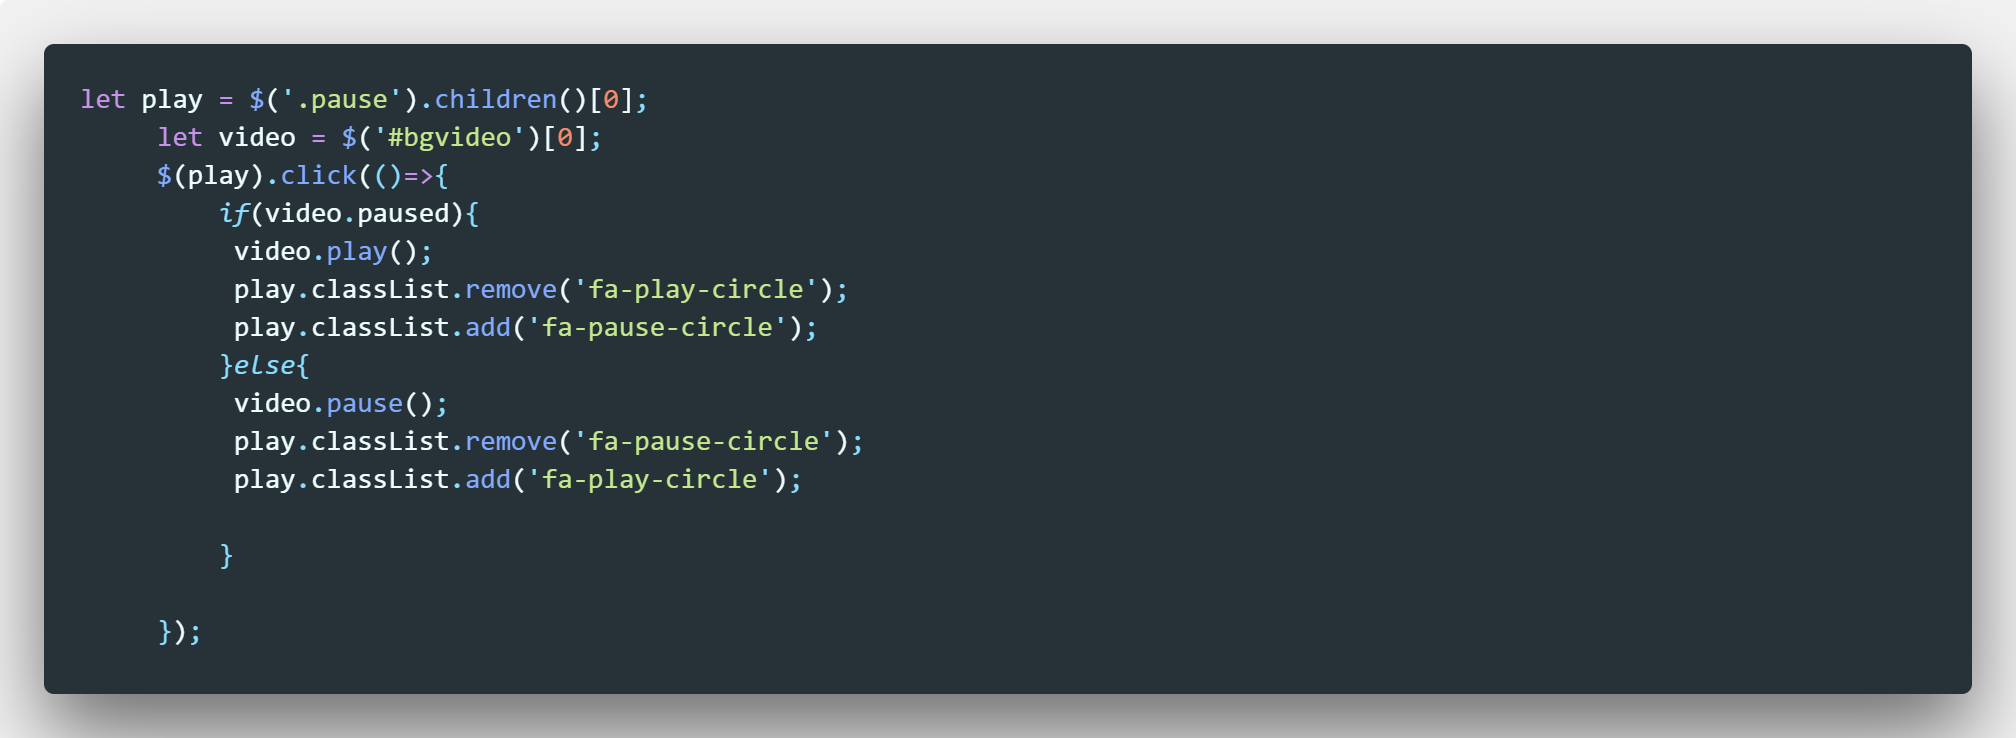 let play = $('.pause').children()[0];
     let video = $('#bgvideo')[0];
     $(play).click(()=>{
         if(video.paused){
          video.play();
          play.classList.remove('fa-play-circle');
          play.classList.add('fa-pause-circle');
         }else{
          video.pause();
          play.classList.remove('fa-pause-circle');
          play.classList.add('fa-play-circle');

         }

     });